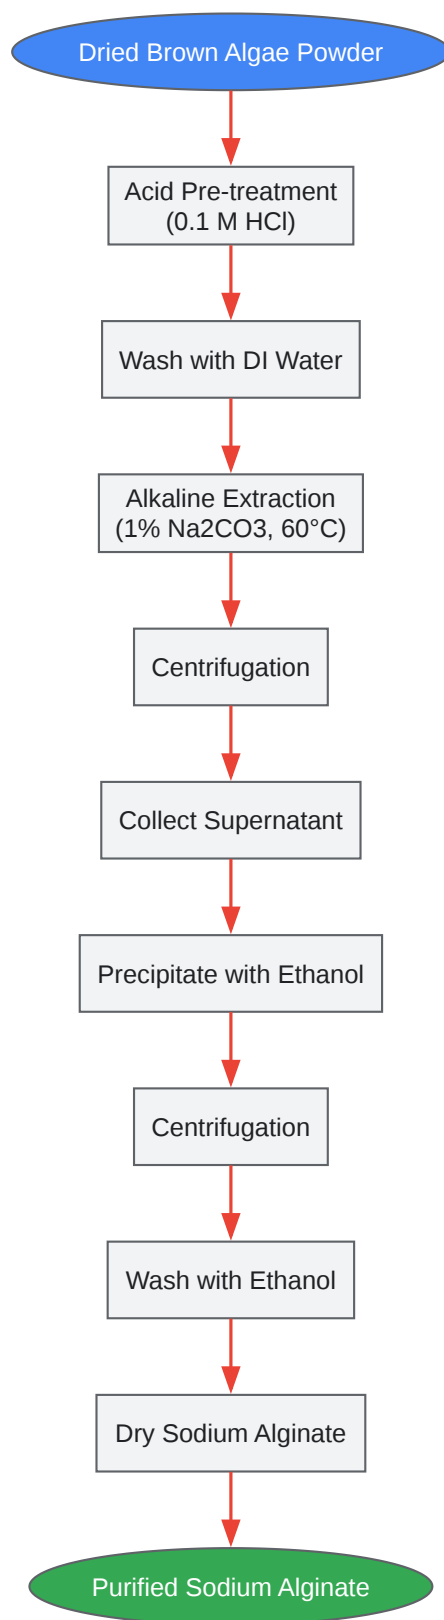 Dried Brown Algae Powder
Acid Pre-treatment
(0.1 M HCl)
Wash with DI Water
Alkaline Extraction
(1% Na2CO3, 60°C)
Centrifugation
Collect Supernatant
Precipitate with Ethanol
Centrifugation
Wash with Ethanol
Dry Sodium Alginate
Purified Sodium Alginate